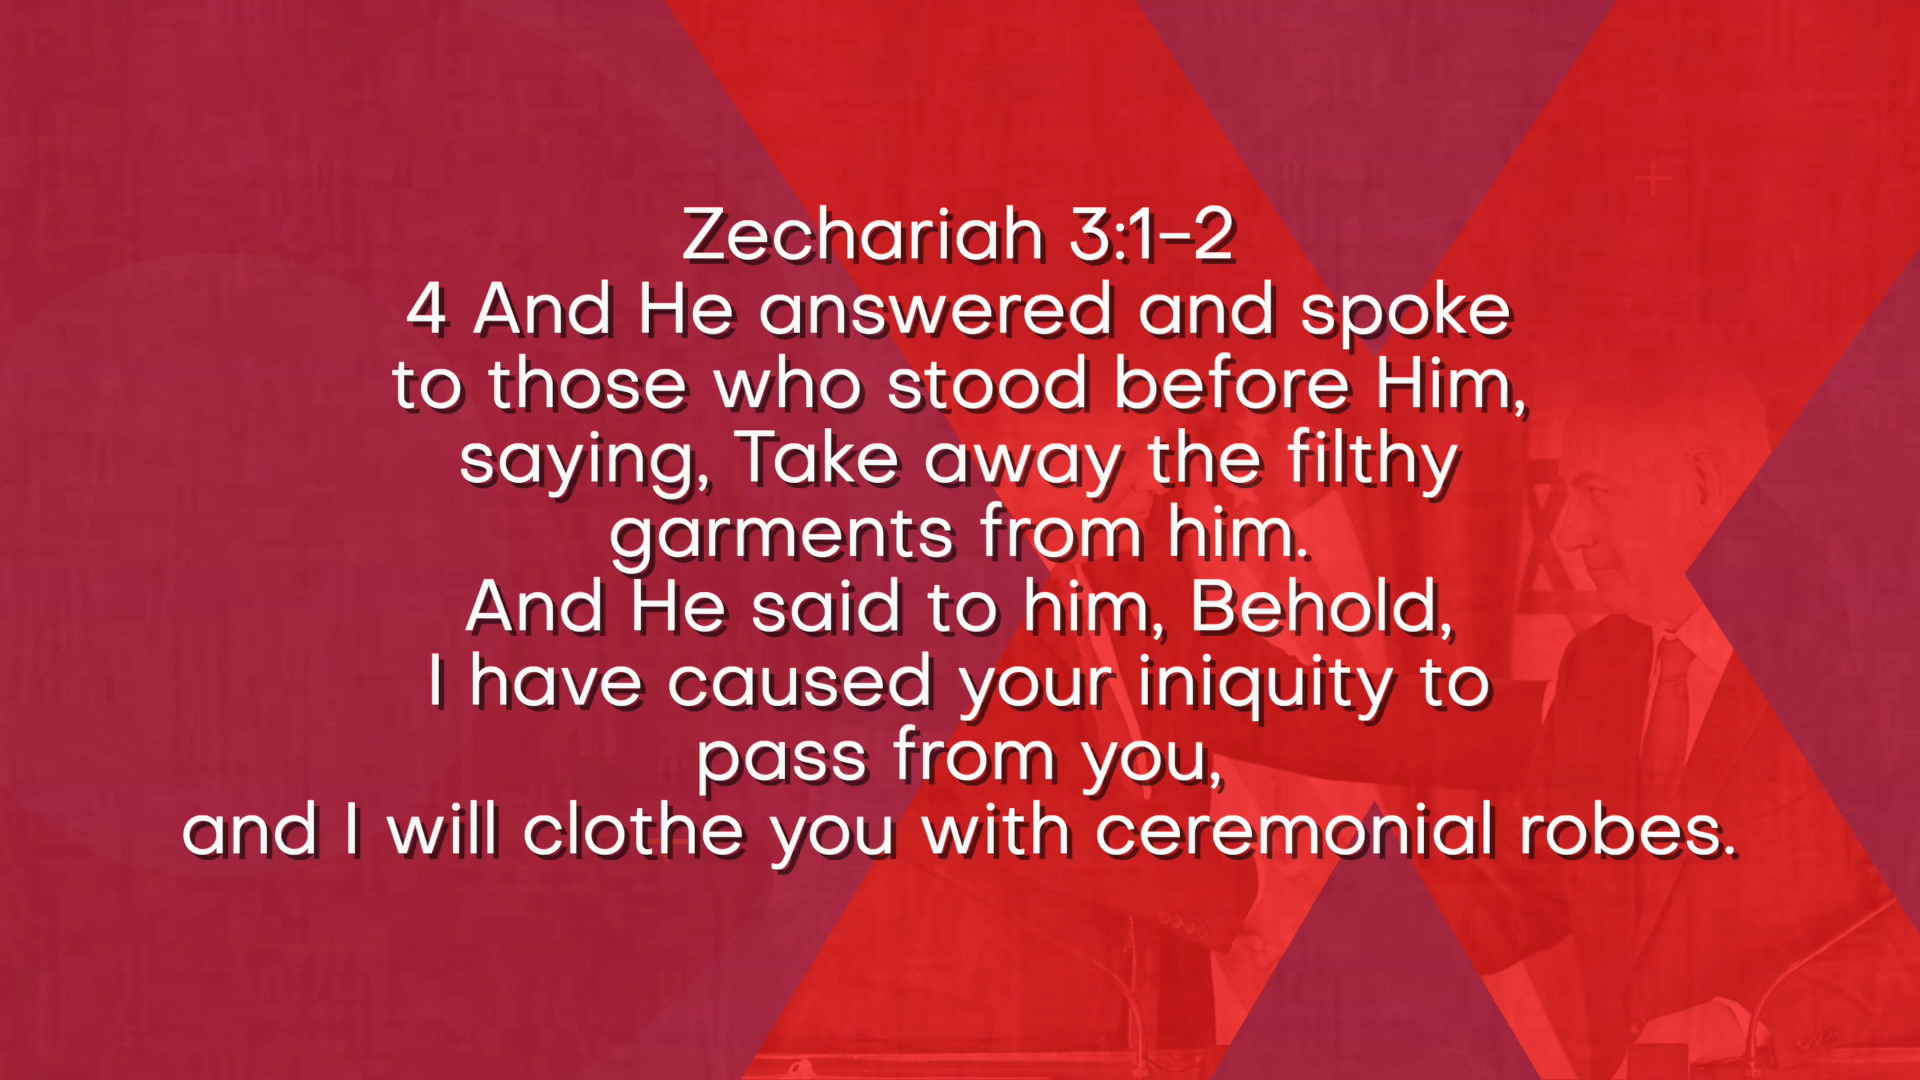 Zechariah 3:1–2
4 And He answered and spoke
to those who stood before Him,
saying, Take away the filthy
garments from him.
And He said to him, Behold,
I have caused your iniquity to
pass from you,
and I will clothe you with ceremonial robes.